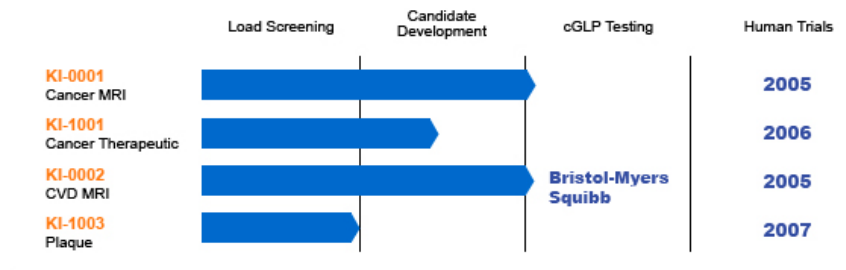 Load Screening
Candidate
Development
cGLP Testing
Human Trials
KI-0001
Cancer MRI
2005
KI-1001
Cancer Therapeutic
2006
KI-0002
CVD MRI
Bristol-Myers
Squibb
2005
KI-1003
Plaque
2007